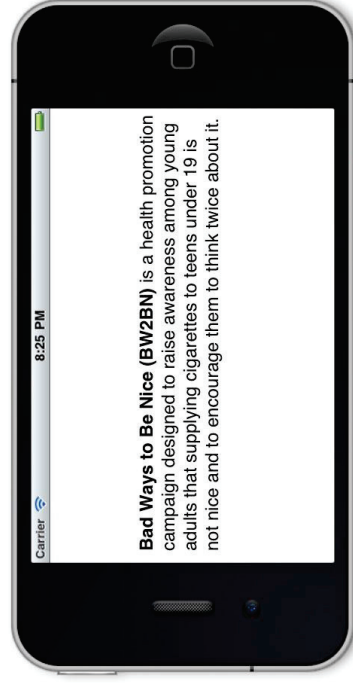 Carrier 8:25 PM
Bad Ways to Be Nice (BW2BN) is a health promotion
campaign designed to raise awareness among young
adults that supplying cigarettes to teens under 19 is
not nice and to encourage them to think twice about it.